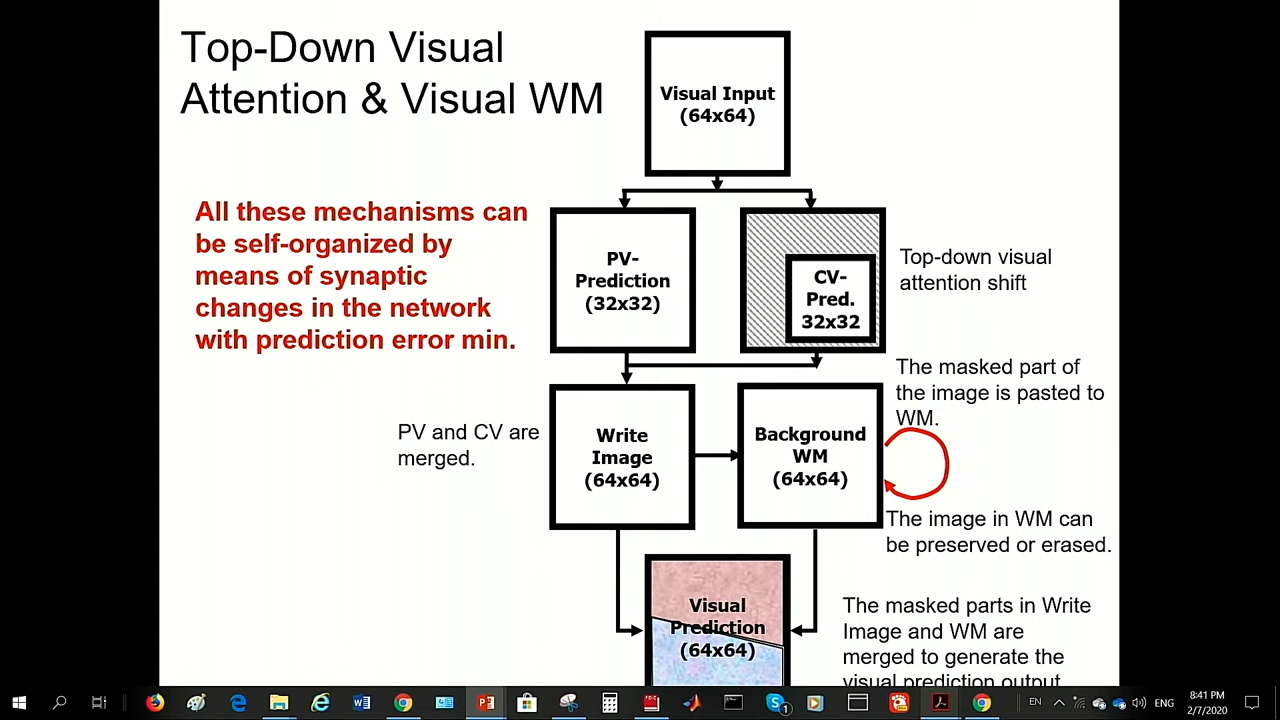 Top-Down Visual
Attention & Visual WM
Visual Input
(64x64)
All these mechanisms can
be self-organized by
means of synaptic
changes in the network
with prediction error min.
PV-
Prediction
(32x32)
CV-
Pred.
32x32
Top-down visual
attention shift
The masked part of
the image is pasted to
WM.
PV and CV are
merged.
Write
Image
(64x64)
Background
WM
(64x64)
The image in WM can
be preserved or erased.
Visual
Prediction
(64x64)
The masked parts in Write
Image and WM are
merged to generate the
visual prediction output
EN
ENG
8:41 PM
2/7/2020